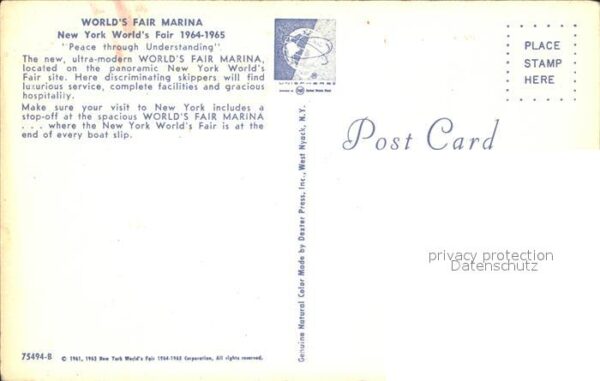 WORLD'S FAIR MARINA
New York World's Fair 1964-1965
"Peace through Understanding"
The new, ultra-modern WORLD'S FAIR MARINA,
located on the panoramic New York World's
Fair site. Here discriminating skippers will find
luxurious service, complete facilities and gracious
hospitality.
Make sure your visit to New York includes a
stop-off at the spacious WORLD'S FAIR MARINA
. . . where the New York World's Fair is at the
end of every boat slip.
75494-B
© 1961, 1963 New York World's Fair 1964-1965 Corporation, All rights reserved.
Genuine Natural Color Made by Dexter Press, Inc., West Nyack, N.Y.
Post Card
PLACE
STAMP
HERE
privacy protection
Datenschutz